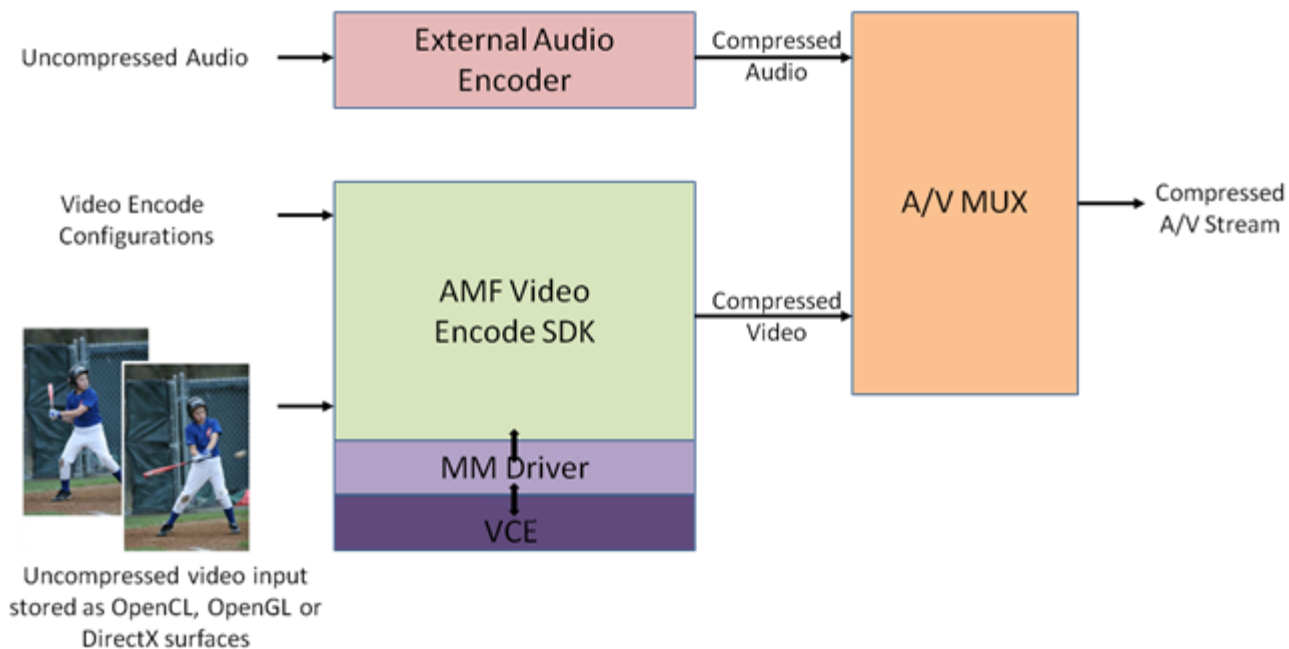 Uncompressed Audio
External Audio
Encoder
Compressed
Audio
Video Encode
Configurations
AMF Video
Encode SDK
Compressed
Video
A/V MUX
Compressed
A/V Stream
MM Driver
VCE
Uncompressed video input
stored as OpenCL, OpenGL or
DirectX surfaces